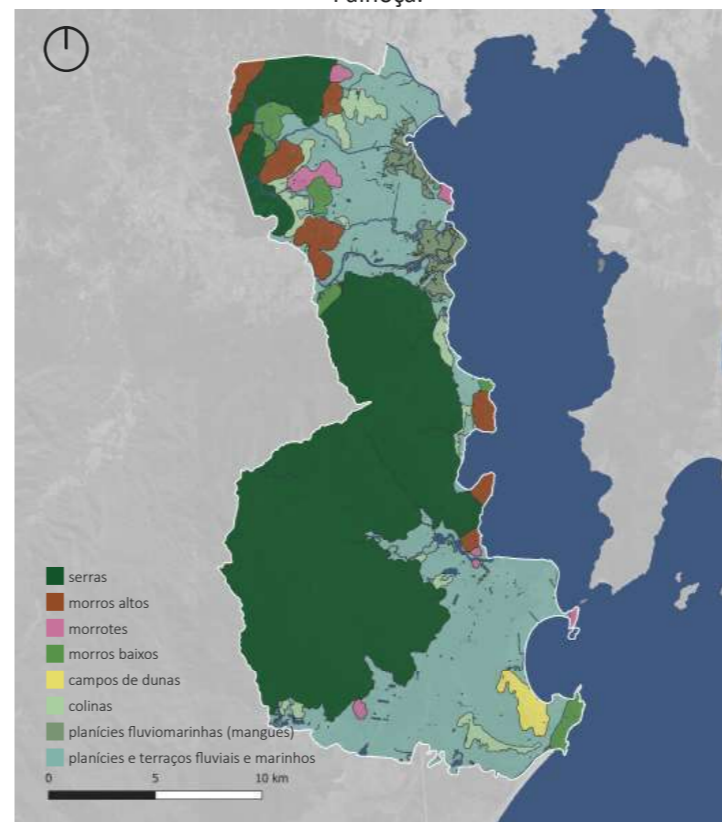 Palhoça.
serras
morros altos
morrotes
morros baixos
campos de dunas
colinas
planícies fluviomarinhas (mangues)
planícies e terraços fluviais e marinhos
0 5 10 km